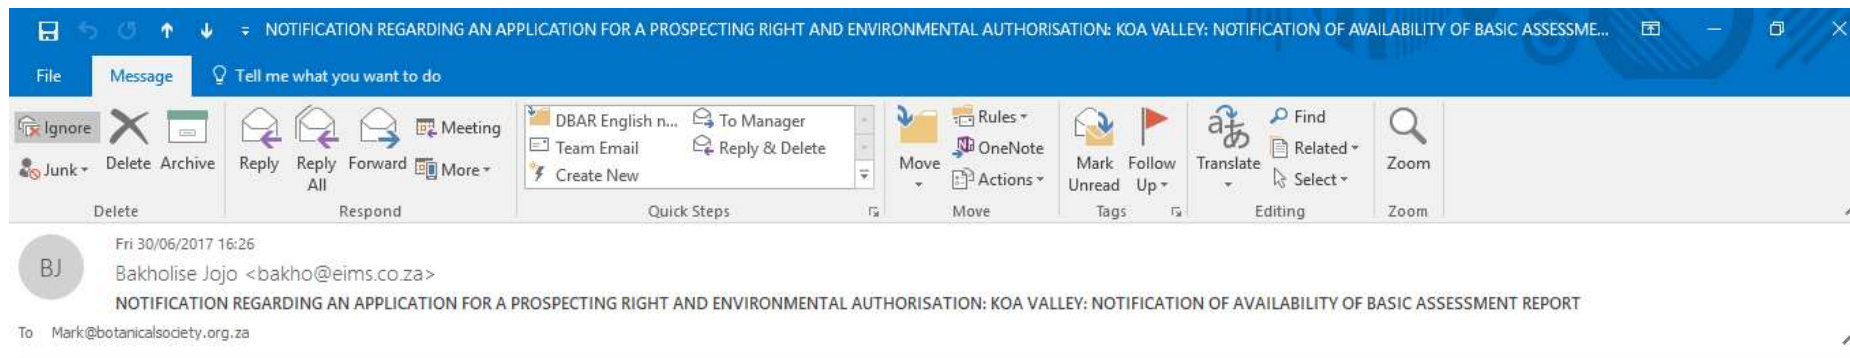 NOTIFICATION REGARDING AN APPLICATION FOR A PROSPECTING RIGHT AND ENVIRONMENTAL AUTHORISATION: KOA VALLEY: NOTIFICATION OF AVAILABILITY OF BASIC ASSESSME...
File Message Tell me what you want to do
Ignore
Junk
Delete
Archive
Delete
Reply
Reply All
Forward
Meeting
More
Respond
DBAR English n...
Team Email
Create New
To Manager
Reply & Delete
Quick Steps
Move
Rules
OneNote
Actions
Move
Mark Unread
Follow Up
Tags
Translate
Find
Related
Select
Editing
Zoom
Zoom
BJ
Fri 30/06/2017 16:26
Bakholise Jojo <bakho@eims.co.za>
NOTIFICATION REGARDING AN APPLICATION FOR A PROSPECTING RIGHT AND ENVIRONMENTAL AUTHORISATION: KOA VALLEY: NOTIFICATION OF AVAILABILITY OF BASIC ASSESSMENT REPORT
To Mark@botanicalsociety.org.za